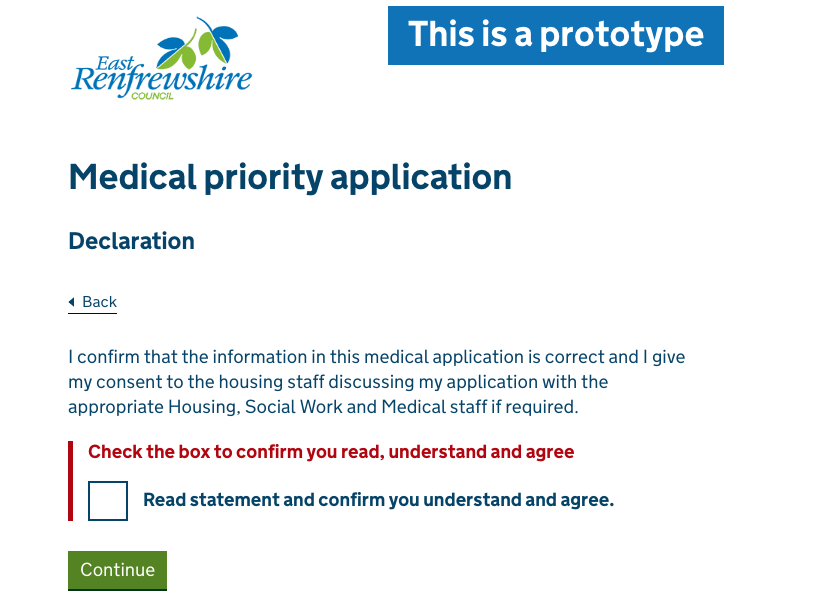 East
Renfrewshire
COUNCIL
This is a prototype
Medical priority application
Declaration
Back
I confirm that the information in this medical application is correct and I give
my consent to the housing staff discussing my application with the
appropriate Housing, Social Work and Medical staff if required.
Check the box to confirm you read, understand and agree
Read statement and confirm you understand and agree.
Continue